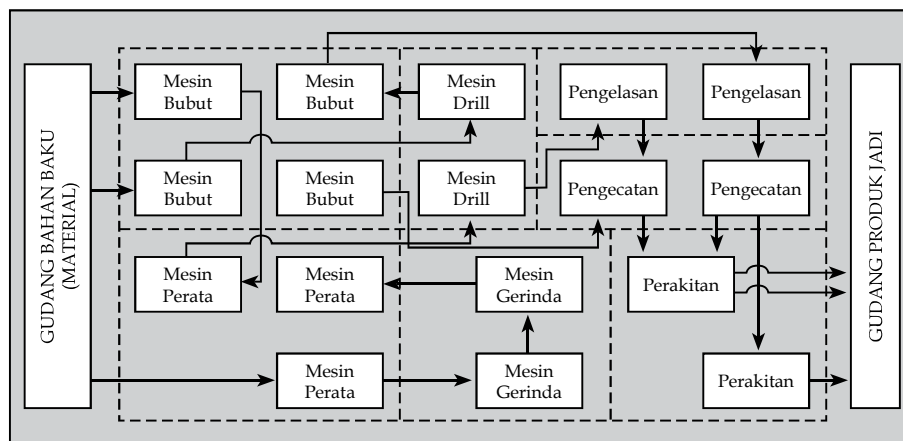 GUDANG BAHAN BAKU
(MATERIAL)
Mesin
Bubut
Mesin
Bubut
Mesin
Drill
Pengelasan
Pengelasan
Mesin
Bubut
Mesin
Bubut
Mesin
Drill
Pengecatan
Pengecatan
Mesin
Perata
Mesin
Perata
Mesin
Gerinda
Perakitan
Mesin
Perata
Mesin
Gerinda
Perakitan
GUDANG PRODUK JADI